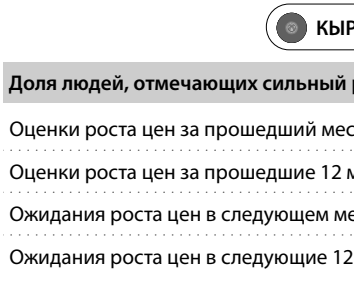 КЫР
Доля людей, отмечающих сильный
Оценки роста цен за прошедший мес
Оценки роста цен за прошедшие 12 м
Ожидания роста цен в следующем ме
Ожидания роста цен в следующие 12